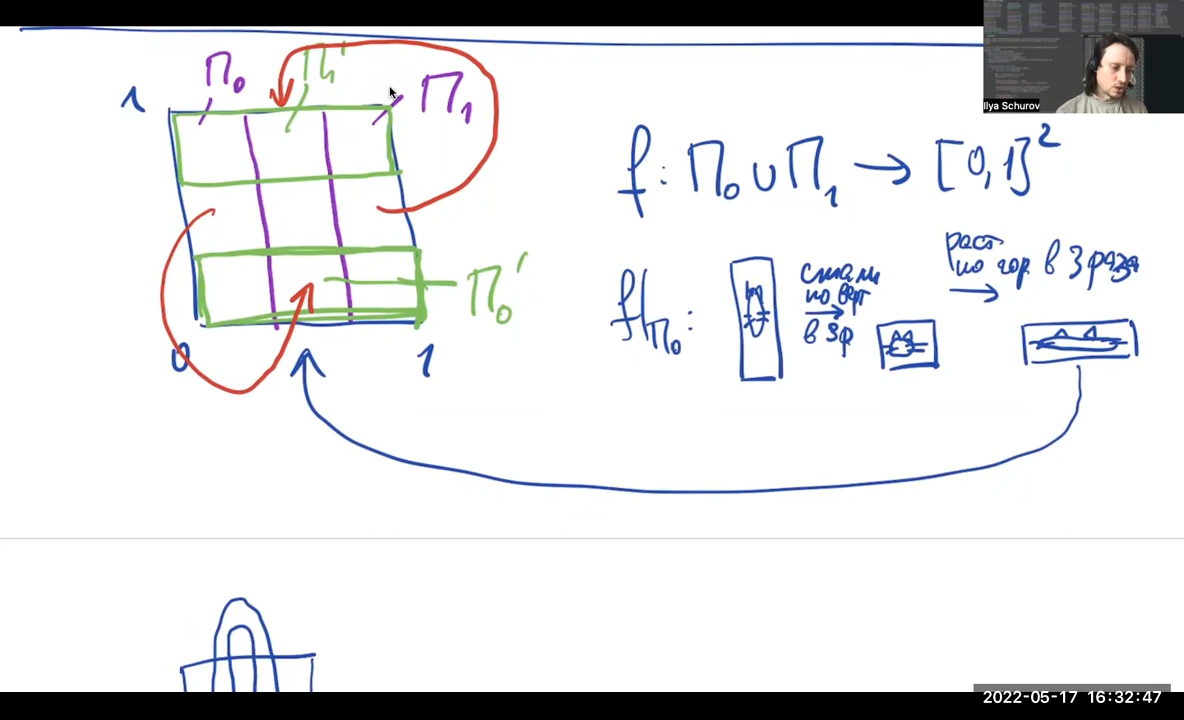 П₀ П₁' П₁
1
f: П₀ ∪ П₁ → [0,1]²
П₀'
0 1
f|П₀:
сжали
по верт
в 3р
раст
по гор. в 3 раза
Ilya Schurov
2022-05-17 16:32:47